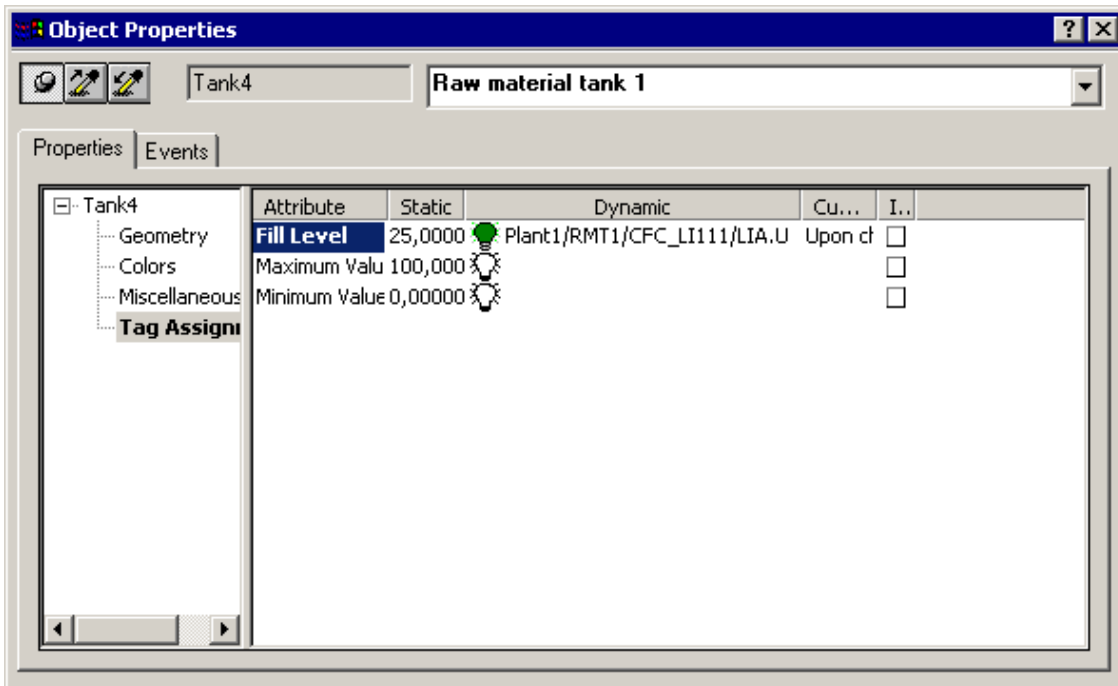 Object Properties
Tank4 Raw material tank 1
Properties Events
Tank4
Geometry
Colors
Miscellaneous
Tag Assignm
Attribute Static Dynamic Cu... I..
Fill Level 25,0000 Plant1/RMT1/CFC_LI111/LIA.U Upon ch
Maximum Valu 100,000
Minimum Value 0,00000